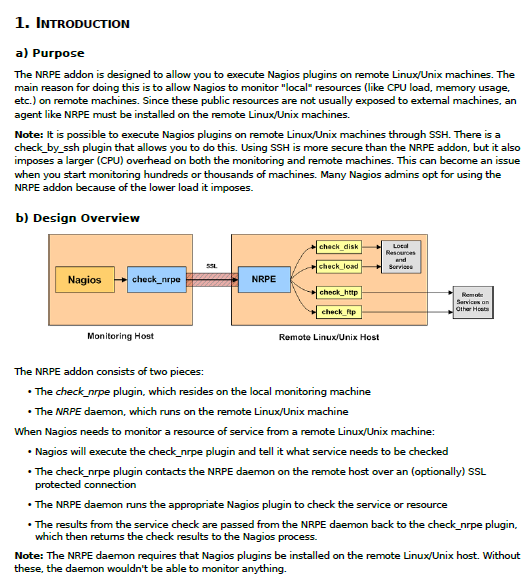 1. INTRODUCTION
a) Purpose
The NRPE addon is designed to allow you to execute Nagios plugins on remote Linux/Unix machines. The
main reason for doing this is to allow Nagios to monitor "local" resources (like CPU load, memory usage,
etc.) on remote machines. Since these public resources are not usually exposed to external machines, an
agent like NRPE must be installed on the remote Linux/Unix machines.
Note: It is possible to execute Nagios plugins on remote Linux/Unix machines through SSH. There is a
check_by_ssh plugin that allows you to do this. Using SSH is more secure than the NRPE addon, but it also
imposes a larger (CPU) overhead on both the monitoring and remote machines. This can become an issue
when you start monitoring hundreds or thousands of machines. Many Nagios admins opt for using the
NRPE addon because of the lower load it imposes.
b) Design Overview
Nagios
check_nrpe
SSL
NRPE
check_disk
check_load
check_http
check_ftp
Local
Resources
and
Services
Remote
Services on
Other Hosts
Monitoring Host
Remote Linux/Unix Host
The NRPE addon consists of two pieces:
• The check_nrpe plugin, which resides on the local monitoring machine
• The NRPE daemon, which runs on the remote Linux/Unix machine
When Nagios needs to monitor a resource of service from a remote Linux/Unix machine:
• Nagios will execute the check_nrpe plugin and tell it what service needs to be checked
• The check_nrpe plugin contacts the NRPE daemon on the remote host over an (optionally) SSL
protected connection
• The NRPE daemon runs the appropriate Nagios plugin to check the service or resource
• The results from the service check are passed from the NRPE daemon back to the check_nrpe plugin,
which then returns the check results to the Nagios process.
Note: The NRPE daemon requires that Nagios plugins be installed on the remote Linux/Unix host. Without
these, the daemon wouldn't be able to monitor anything.